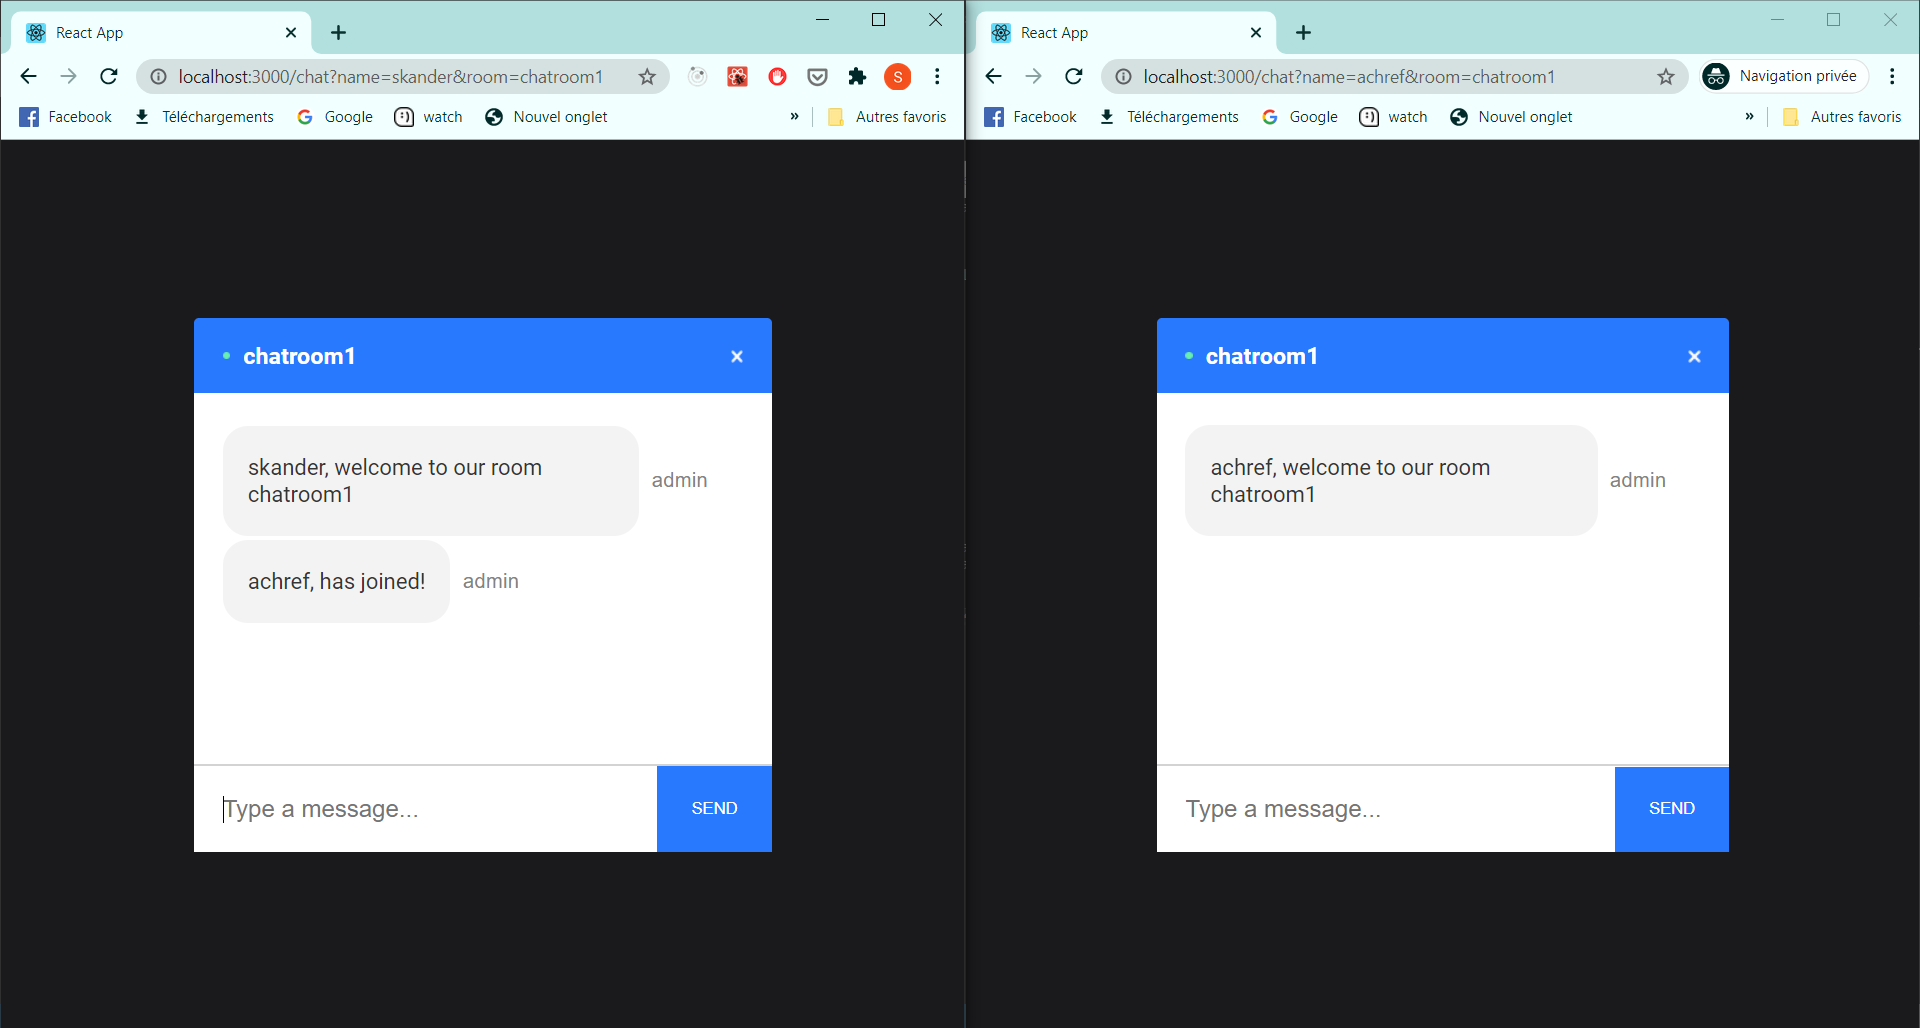 React App
localhost:3000/chat?name=skander&room=chatroom1
S
Facebook Téléchargements Google watch Nouvel onglet » Autres favoris
chatroom1
skander, welcome to our room
chatroom1
admin
achref, has joined!
admin
Type a message...
SEND
React App
localhost:3000/chat?name=achref&room=chatroom1
Navigation privée
Facebook Téléchargements Google watch Nouvel onglet » Autres favoris
chatroom1
achref, welcome to our room
chatroom1
admin
Type a message...
SEND